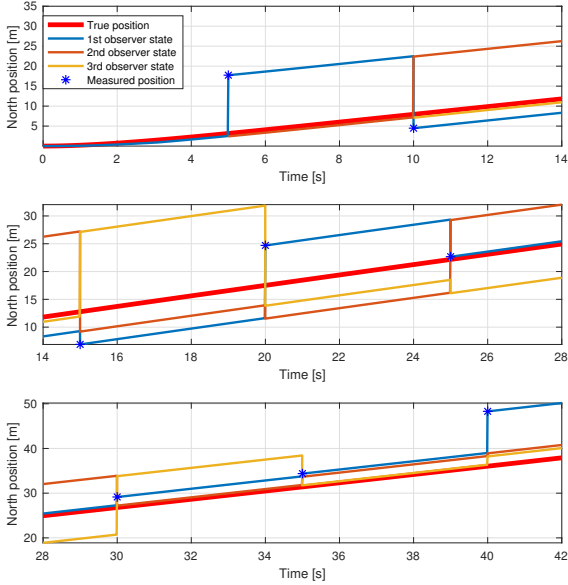 35
30
25
20
15
10
5
North position [m]
True position
1st observer state
2nd observer state
3rd observer state
Measured position
0 2 4 6 8 10 12 14
Time [s]
30
25
20
15
10
North position [m]
14 16 18 20 22 24 26 28
Time [s]
50
40
30
20
North position [m]
28 30 32 34 36 38 40 42
Time [s]